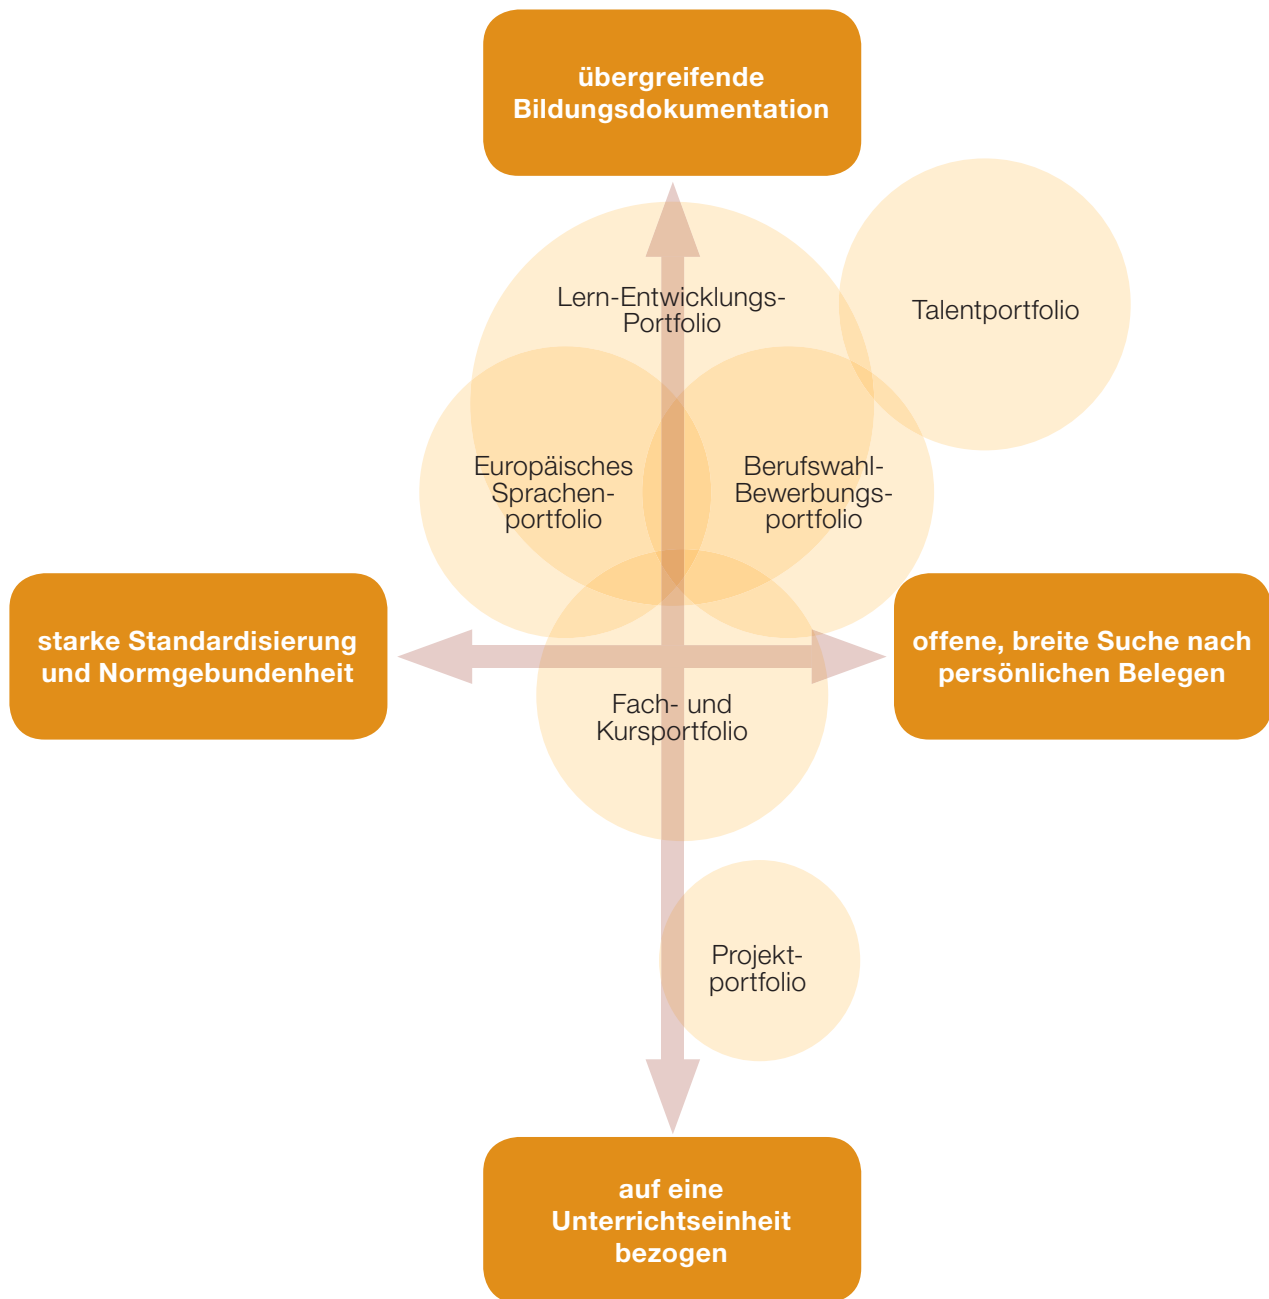 übergreifende
Bildungsdokumentation
Lern-Entwicklungs-
Portfolio
Talentportfolio
Europäisches
Sprachen-
portfolio
Berufswahl-
Bewerbungs-
portfolio
starke Standardisierung
und Normgebundenheit
offene, breite Suche nach
persönlichen Belegen
Fach- und
Kursportfolio
Projekt-
portfolio
auf eine
Unterrichtseinheit
bezogen